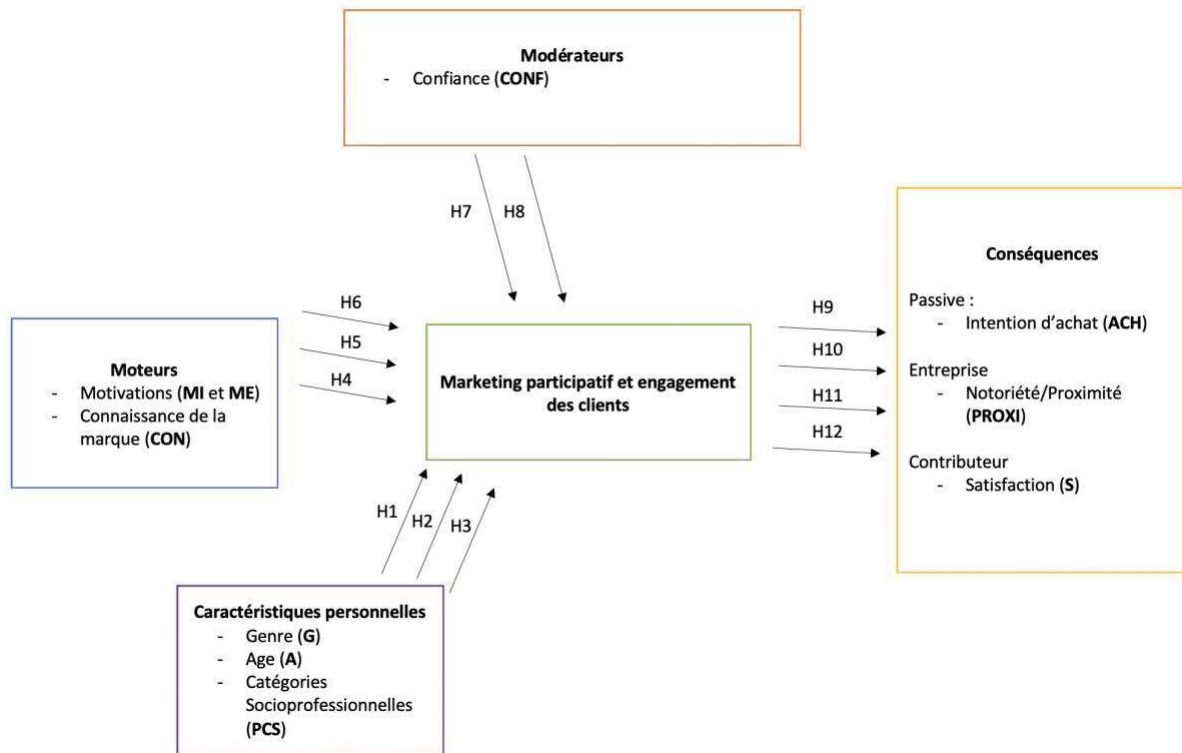 Modérateurs
- Confiance (CONF)
H7
H8
Conséquences
Passive :
- Intention d'achat (ACH)
Entreprise
- Notoriété/Proximité
(PROXI)
Contributeur
- Satisfaction (S)
H6
H5
H4
Moteurs
- Motivations (MI et ME)
- Connaissance de la
marque (CON)
Marketing participatif et engagement
des clients
H9
H10
H11
H12
H1
H2
H3
Caractéristiques personnelles
- Genre (G)
- Age (A)
- Catégories
Socioprofessionnelles
(PCS)